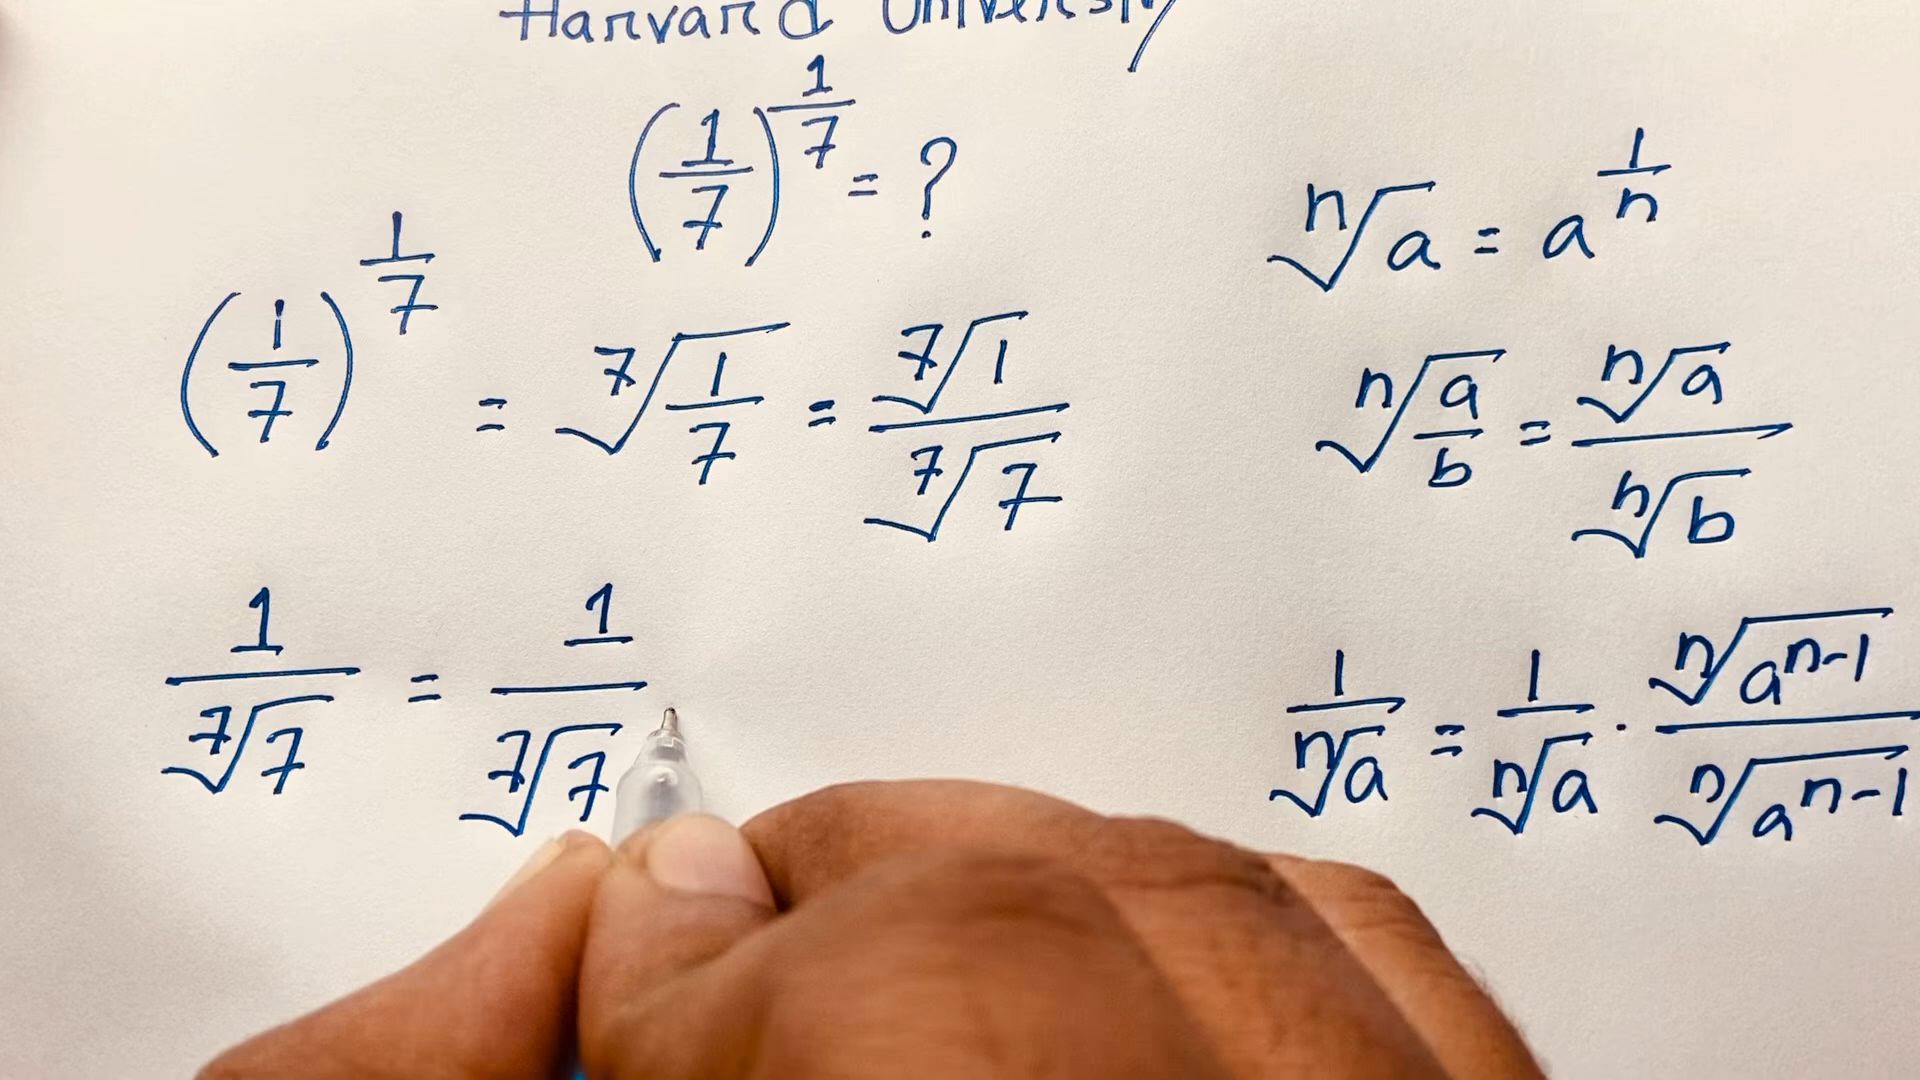 Harvard University
(1/7)^(1/7) = ?
(1/7)^(1/7) = ⁷√(1/7) = ⁷√1 / ⁷√7
1 / ⁷√7 = 1 / ⁷√7
ⁿ√a = a^(1/n)
ⁿ√(a/b) = ⁿ√a / ⁿ√b
1 / ⁿ√a = 1 / ⁿ√a · ⁿ√(a^(n-1)) / ⁿ√(a^(n-1))